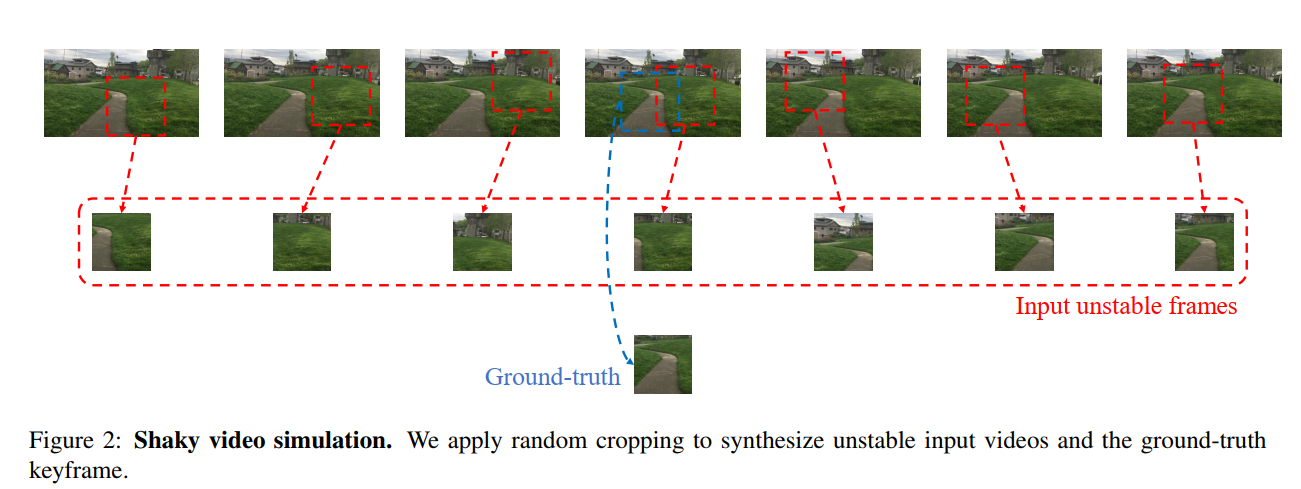 Input unstable frames
Ground-truth
Figure 2: Shaky video simulation. We apply random cropping to synthesize unstable input videos and the ground-truth
keyframe.